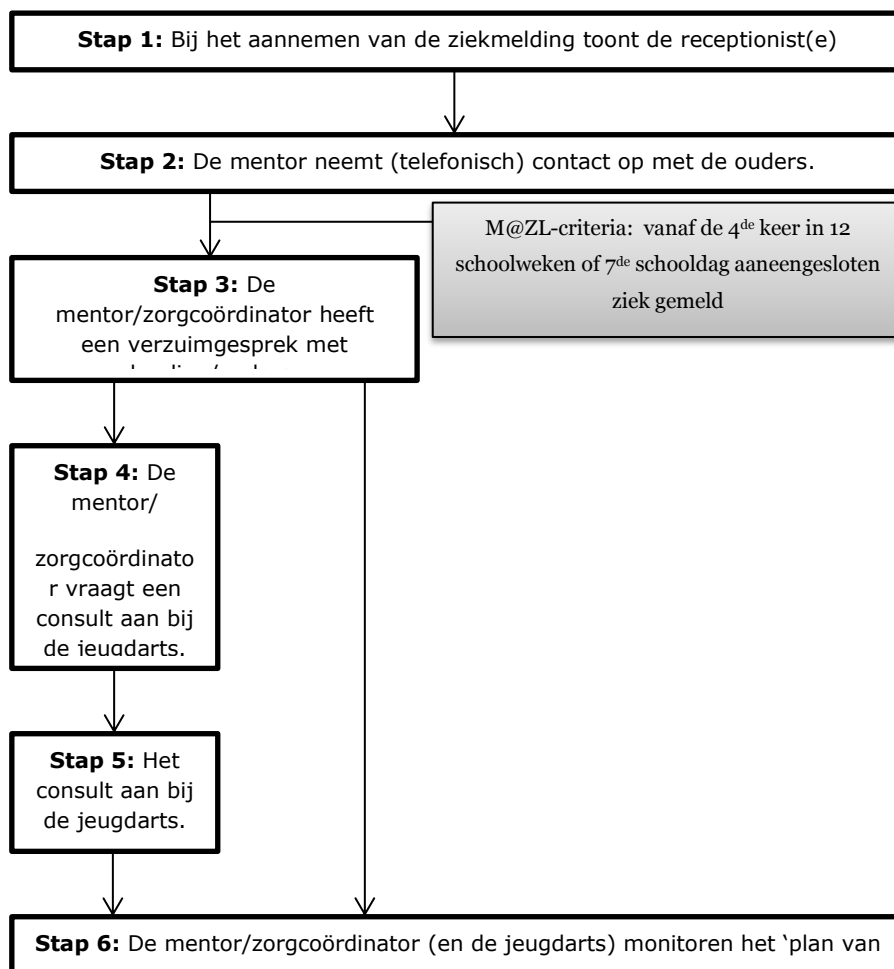 Stap 1: Bij het aannemen van de ziekmelding toont de receptionist(e)
Stap 2: De mentor neemt (telefonisch) contact op met de ouders.
M@ZL-criteria: vanaf de 4de keer in 12
schoolweken of 7de schooldag aaneengesloten
ziek gemeld
Stap 3: De
mentor/zorgcoördinator heeft
een verzuimgesprek met
Stap 4: De
mentor/
zorgcoördinato
r vraagt een
consult aan bij
de jeugdarts.
Stap 5: Het
consult aan bij
de jeugdarts.
Stap 6: De mentor/zorgcoördinator (en de jeugdarts) monitoren het ‘plan van